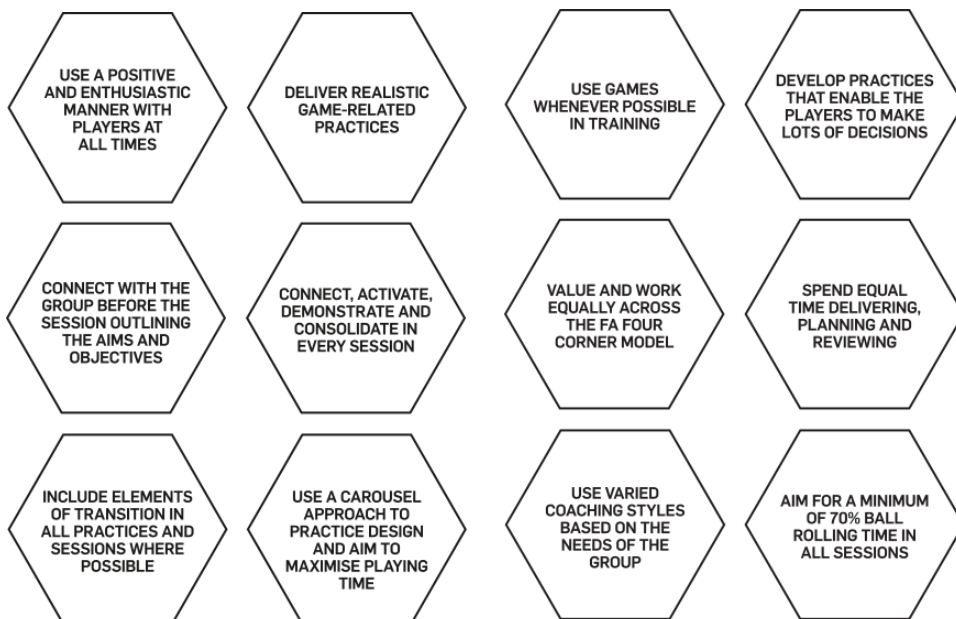 USE A POSITIVE
AND ENTHUSIASTIC
MANNER WITH
PLAYERS AT
ALL TIMES
DELIVER REALISTIC
GAME-RELATED
PRACTICES
USE GAMES
WHENEVER POSSIBLE
IN TRAINING
DEVELOP PRACTICES
THAT ENABLE THE
PLAYERS TO MAKE
LOTS OF DECISIONS
CONNECT WITH THE
GROUP BEFORE THE
SESSION OUTLINING
THE AIMS AND
OBJECTIVES
CONNECT, ACTIVATE,
DEMONSTRATE AND
CONSOLIDATE IN
EVERY SESSION
VALUE AND WORK
EQUALLY ACROSS
THE FA FOUR
CORNER MODEL
SPEND EQUAL
TIME DELIVERING,
PLANNING AND
REVIEWING
INCLUDE ELEMENTS
OF TRANSITION IN
ALL PRACTICES AND
SESSIONS WHERE
POSSIBLE
USE A CAROUSEL
APPROACH TO
PRACTICE DESIGN
AND AIM TO
MAXIMISE PLAYING
TIME
USE VARIED
COACHING STYLES
BASED ON THE
NEEDS OF THE
GROUP
AIM FOR A MINIMUM
OF 70% BALL
ROLLING TIME IN
ALL SESSIONS